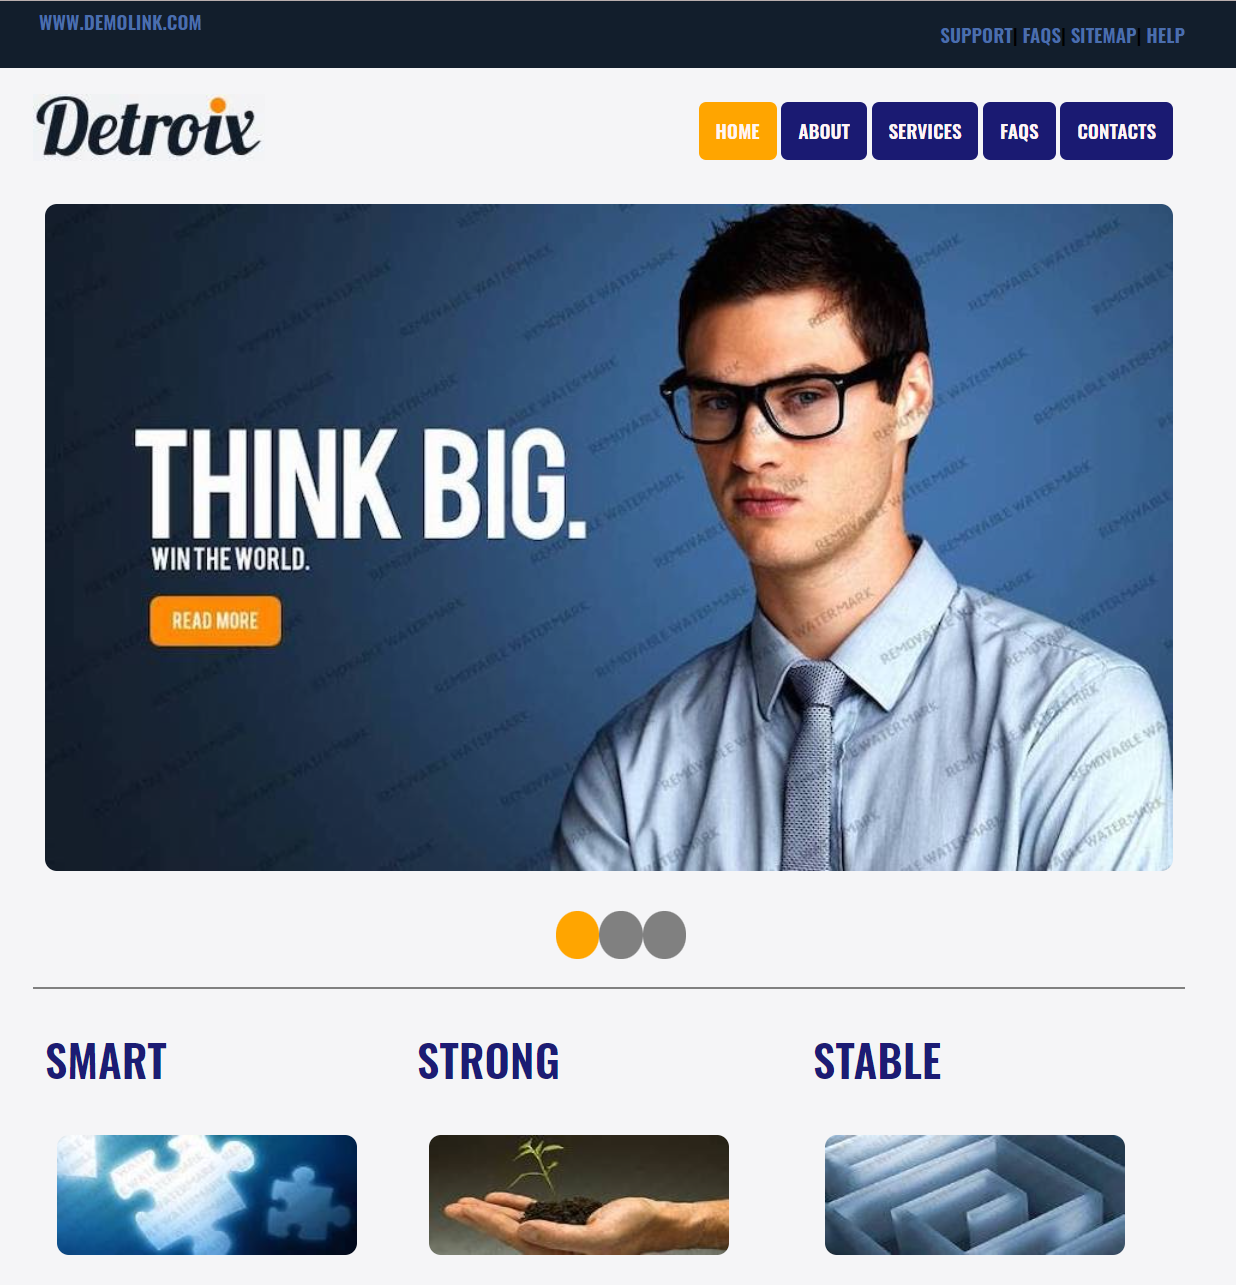 WWW.DEMOLINK.COM
SUPPORT| FAQS| SITEMAP| HELP
Detroix
HOME ABOUT SERVICES FAQS CONTACTS
THINK BIG.
WIN THE WORLD.
READ MORE
REMOVABLE WATERMARK
SMART STRONG STABLE